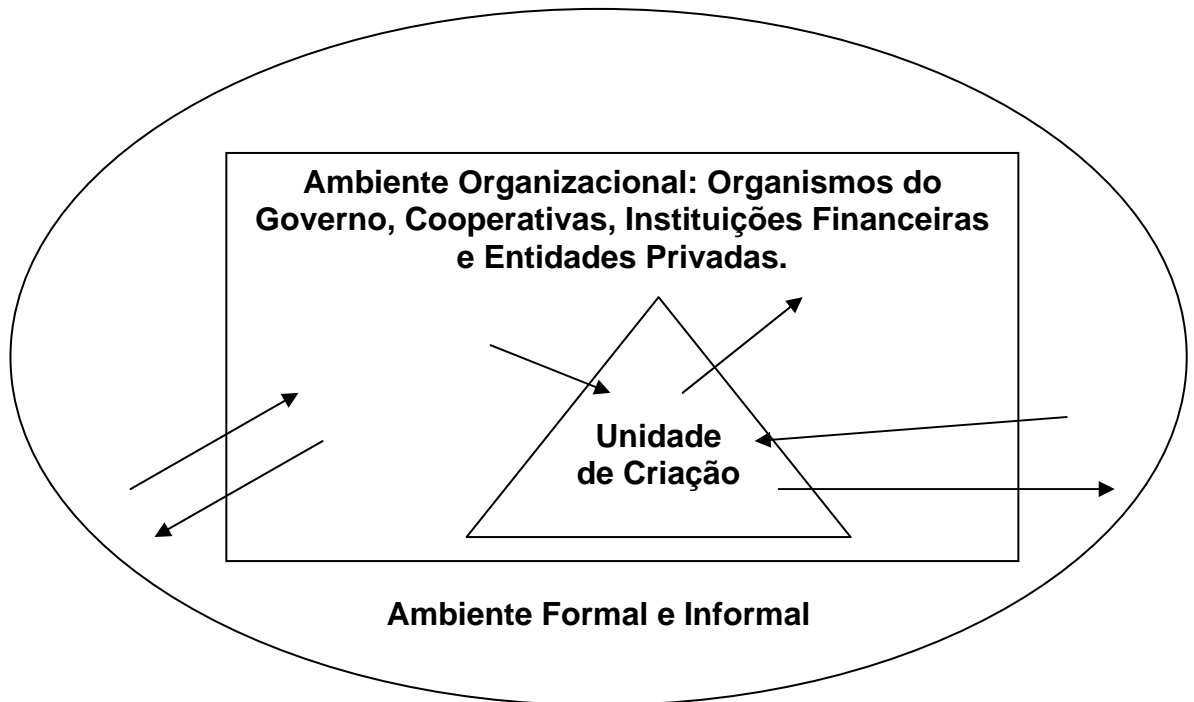 Ambiente Organizacional: Organismos do
Governo, Cooperativas, Instituições Financeiras
e Entidades Privadas.
Unidade
de Criação
Ambiente Formal e Informal